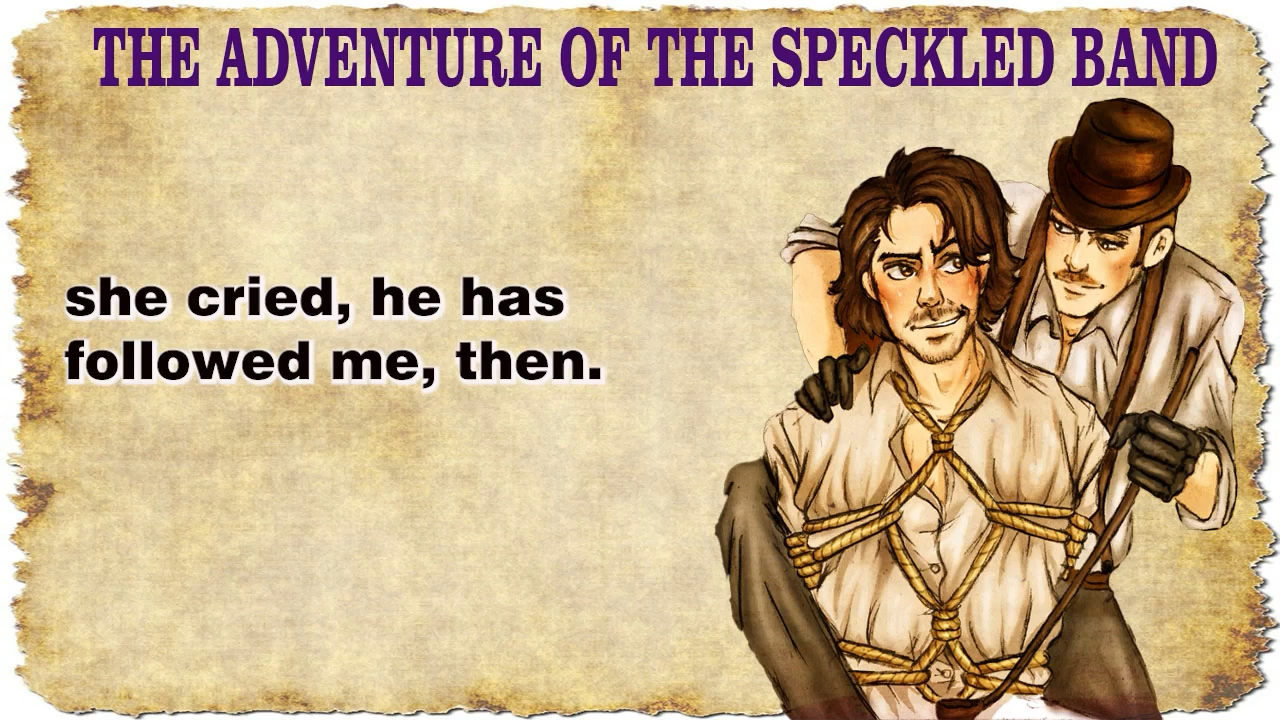 THE ADVENTURE OF THE SPECKLED BAND
she cried, he has
followed me, then.